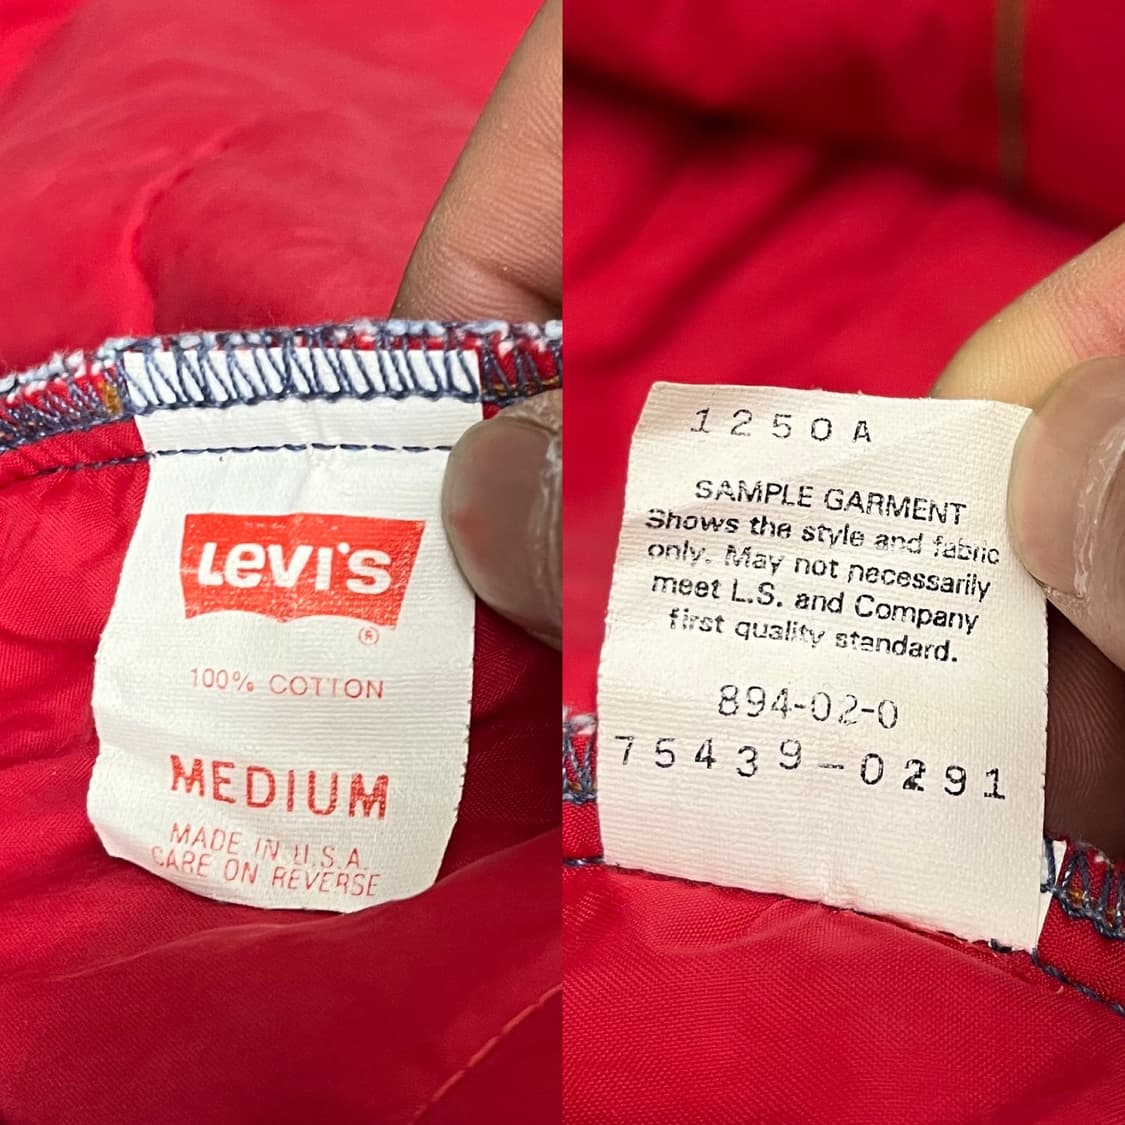 Levi's
®
100% COTTON
MEDIUM
MADE IN U.S.A.
CARE ON REVERSE
1250A
SAMPLE GARMENT
Shows the style and fabric
only. May not necessarily
meet L.S. and Company
first quality standard.
894-02-0
75439-0291